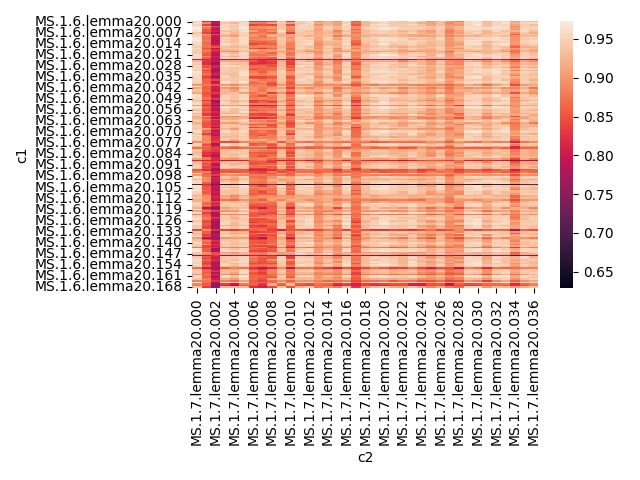 MS.1.6.lemma20.000
MS.1.6.lemma20.007
MS.1.6.lemma20.014
MS.1.6.lemma20.021
MS.1.6.lemma20.028
MS.1.6.lemma20.035
MS.1.6.lemma20.042
MS.1.6.lemma20.049
MS.1.6.lemma20.056
MS.1.6.lemma20.063
MS.1.6.lemma20.070
MS.1.6.lemma20.077
MS.1.6.lemma20.084
MS.1.6.lemma20.091
MS.1.6.lemma20.098
MS.1.6.lemma20.105
MS.1.6.lemma20.112
MS.1.6.lemma20.119
MS.1.6.lemma20.126
MS.1.6.lemma20.133
MS.1.6.lemma20.140
MS.1.6.lemma20.147
MS.1.6.lemma20.154
MS.1.6.lemma20.161
MS.1.6.lemma20.168
c1
MS.1.7.lemma20.000
MS.1.7.lemma20.002
MS.1.7.lemma20.004
MS.1.7.lemma20.006
MS.1.7.lemma20.008
MS.1.7.lemma20.010
MS.1.7.lemma20.012
MS.1.7.lemma20.014
MS.1.7.lemma20.016
MS.1.7.lemma20.018
MS.1.7.lemma20.020
MS.1.7.lemma20.022
MS.1.7.lemma20.024
MS.1.7.lemma20.026
MS.1.7.lemma20.028
MS.1.7.lemma20.030
MS.1.7.lemma20.032
MS.1.7.lemma20.034
MS.1.7.lemma20.036
c2
0.95
0.90
0.85
0.80
0.75
0.70
0.65